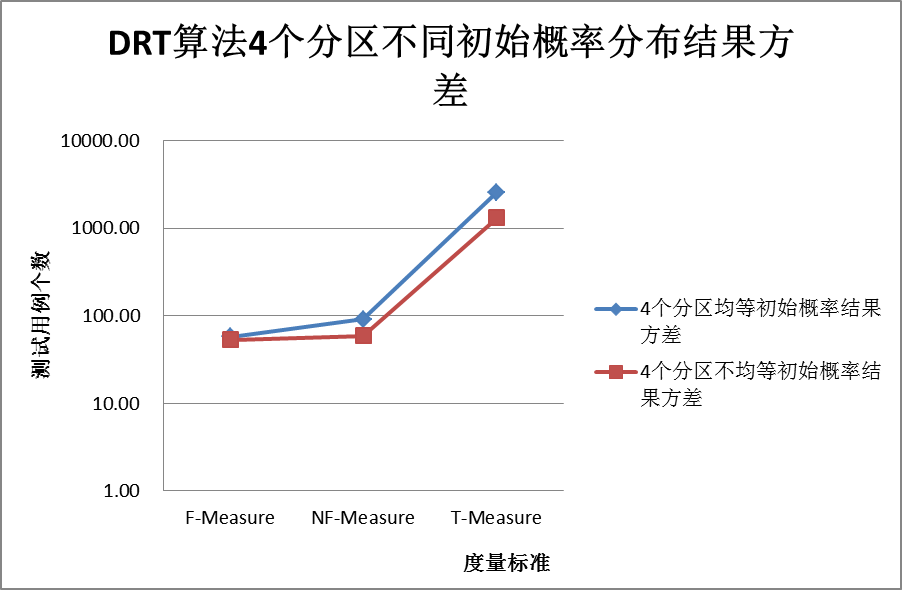 DRT算法4个分区不同初始概率分布结果方
差
10000.00
1000.00
100.00
10.00
1.00
测试用例个数
F-Measure
NF-Measure
T-Measure
度量标准
4个分区均等初始概率结果
方差
4个分区不均等初始概率结
果方差